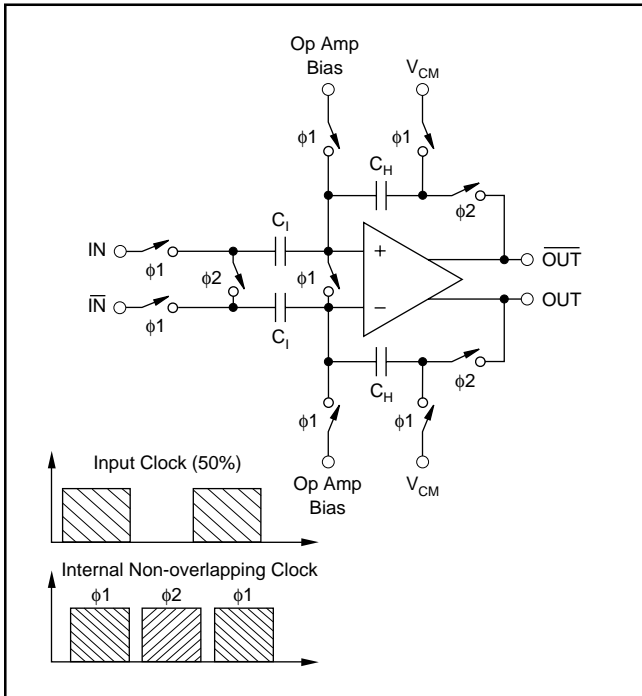 Op Amp
Bias
V_CM
φ1
φ1
C_H
φ2
C_I
IN
φ1
+
OUT̅
φ2
φ1
I̅N̅
φ1
–
OUT
C_I
C_H
φ2
φ1
φ1
Op Amp
Bias
V_CM
Input Clock (50%)
Internal Non-overlapping Clock
φ1 φ2 φ1